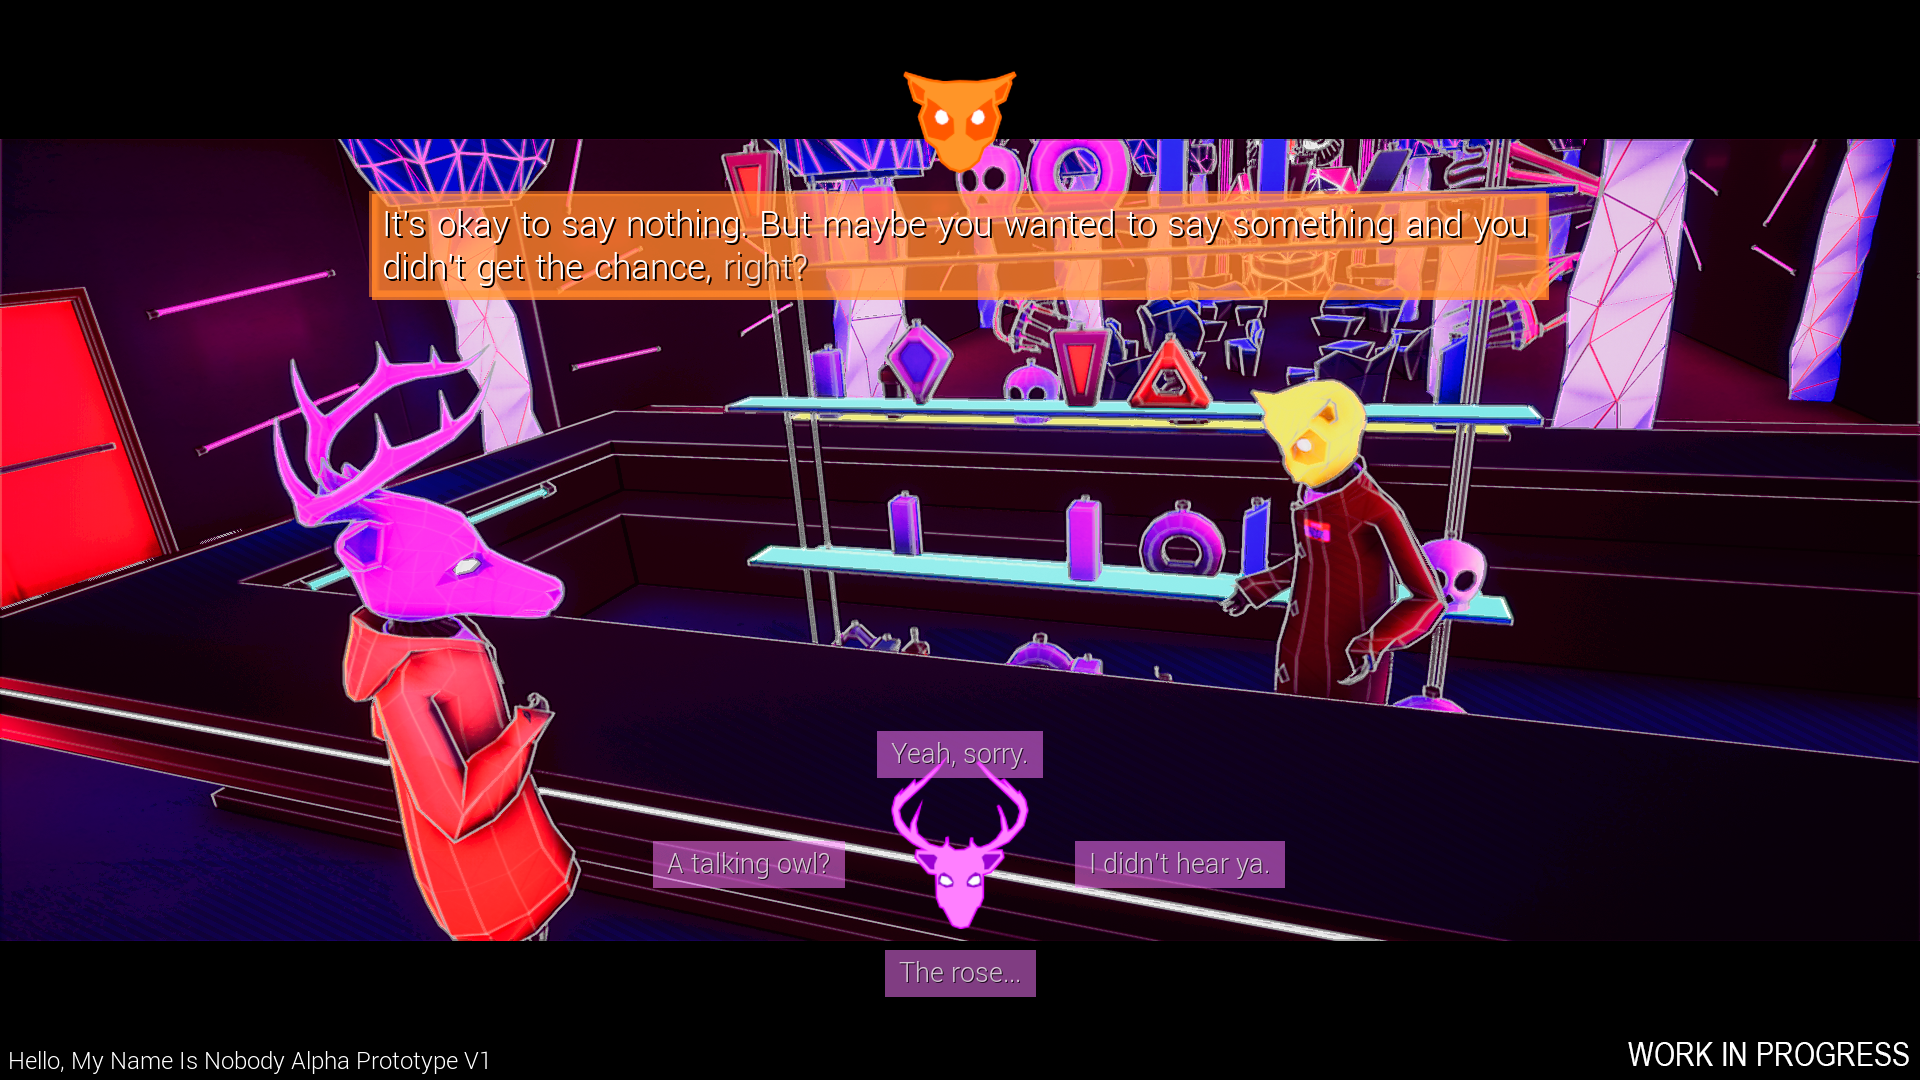 It's okay to say nothing. But maybe you wanted to say something and you
didn't get the chance, right?
Yeah, sorry.
A talking owl?
I didn't hear ya.
The rose...
Hello, My Name Is Nobody Alpha Prototype V1
WORK IN PROGRESS